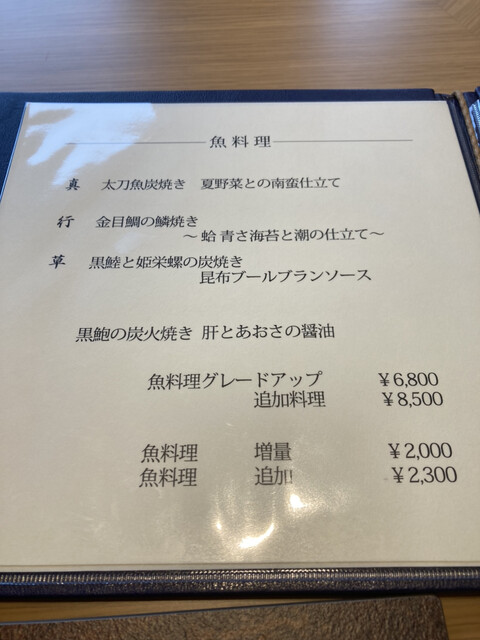 魚料理
真 太刀魚炭焼き 夏野菜との南蛮仕立て
行 金目鯛の鱗焼き
～蛤 青さ海苔と潮の仕立て～
草 黒鯥と姫栄螺の炭焼き
昆布ブールブランソース
黒鮑の炭火焼き 肝とあおさの醤油
魚料理グレードアップ ¥6,800
追加料理 ¥8,500
魚料理 増量 ¥2,000
魚料理 追加 ¥2,300